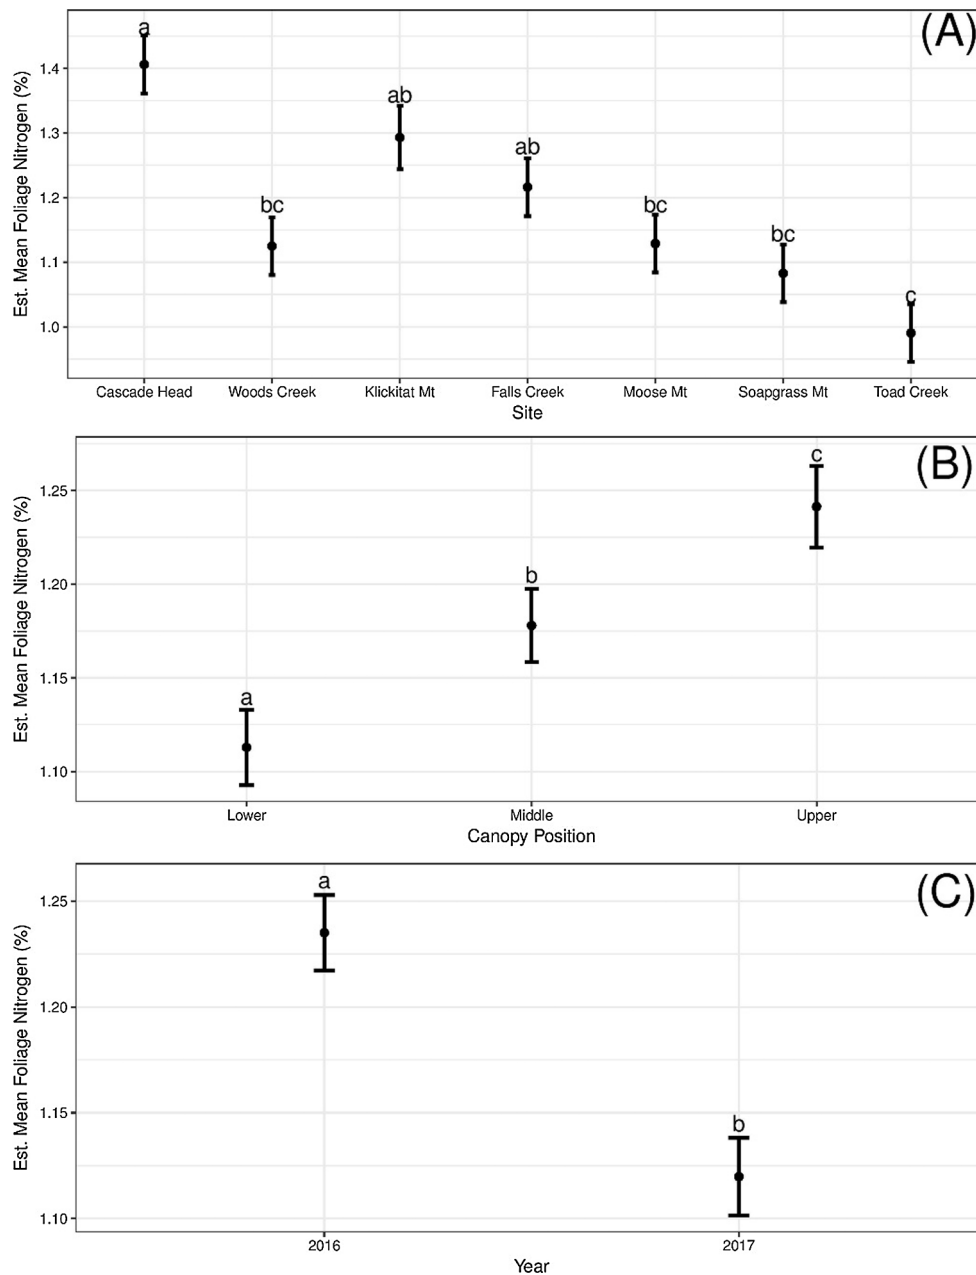 (A)
a
bc
ab
ab
bc
bc
c
1.4
1.3
1.2
1.1
1.0
Est. Mean Foliage Nitrogen (%)
Cascade Head Woods Creek Klickitat Mt Falls Creek Moose Mt Soapgrass Mt Toad Creek
Site
(B)
c
b
a
1.25
1.20
1.15
1.10
Est. Mean Foliage Nitrogen (%)
Lower Middle Upper
Canopy Position
(C)
a
b
1.25
1.20
1.15
1.10
Est. Mean Foliage Nitrogen (%)
2016 2017
Year